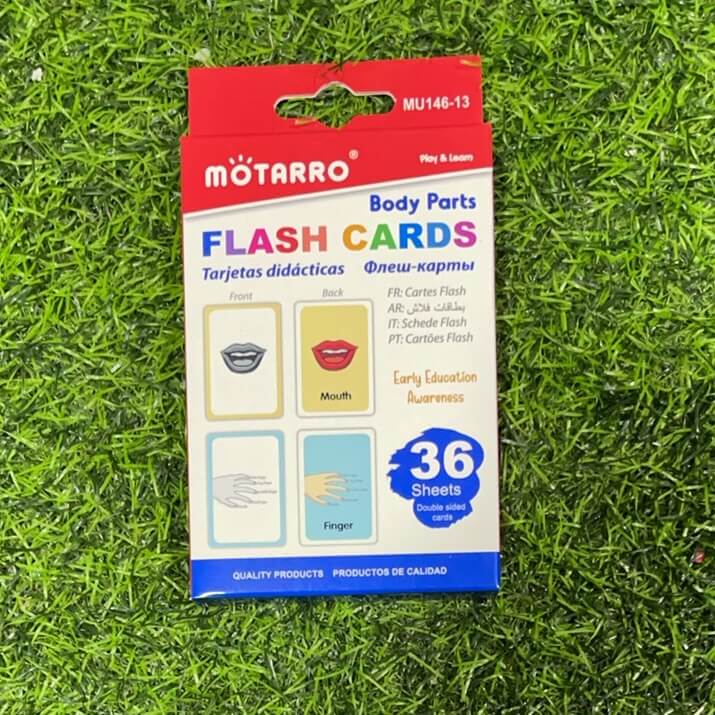 MU146-13
MOTARRO®
Play & Learn
Body Parts
FLASH CARDS
Tarjetas didácticas Флеш-карты
Front Back
FR: Cartes Flash
AR: بطاقات فلاش
IT: Schede Flash
PT: Cartões Flash
Mouth
Early Education
Awareness
36
Sheets
Double sided
cards
Finger
QUALITY PRODUCTS PRODUCTOS DE CALIDAD